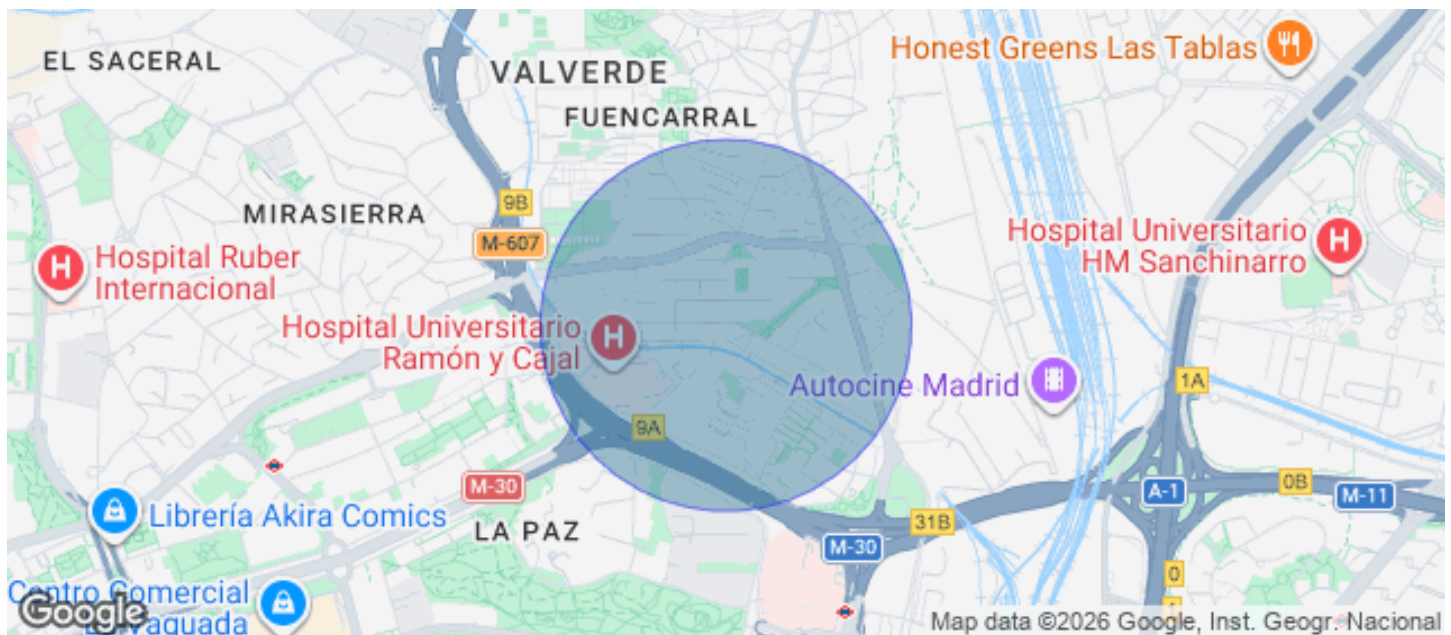 EL SACERAL
VALVERDE
FUENCARRAL
Honest Greens Las Tablas
9B
MIRASIERRA
M-607
Hospital Universitario
HM Sanchinarro
H
H
Hospital Ruber
Internacional
Hospital Universitario
Ramón y Cajal
H
Autocine Madrid
1A
9A
M-30
A-1
0B
M-11
Librería Akira Comics
LA PAZ
31B
M-30
0
Centro Comercial
La Vaguada
Google
Map data ©2026 Google, Inst. Geogr. Nacional